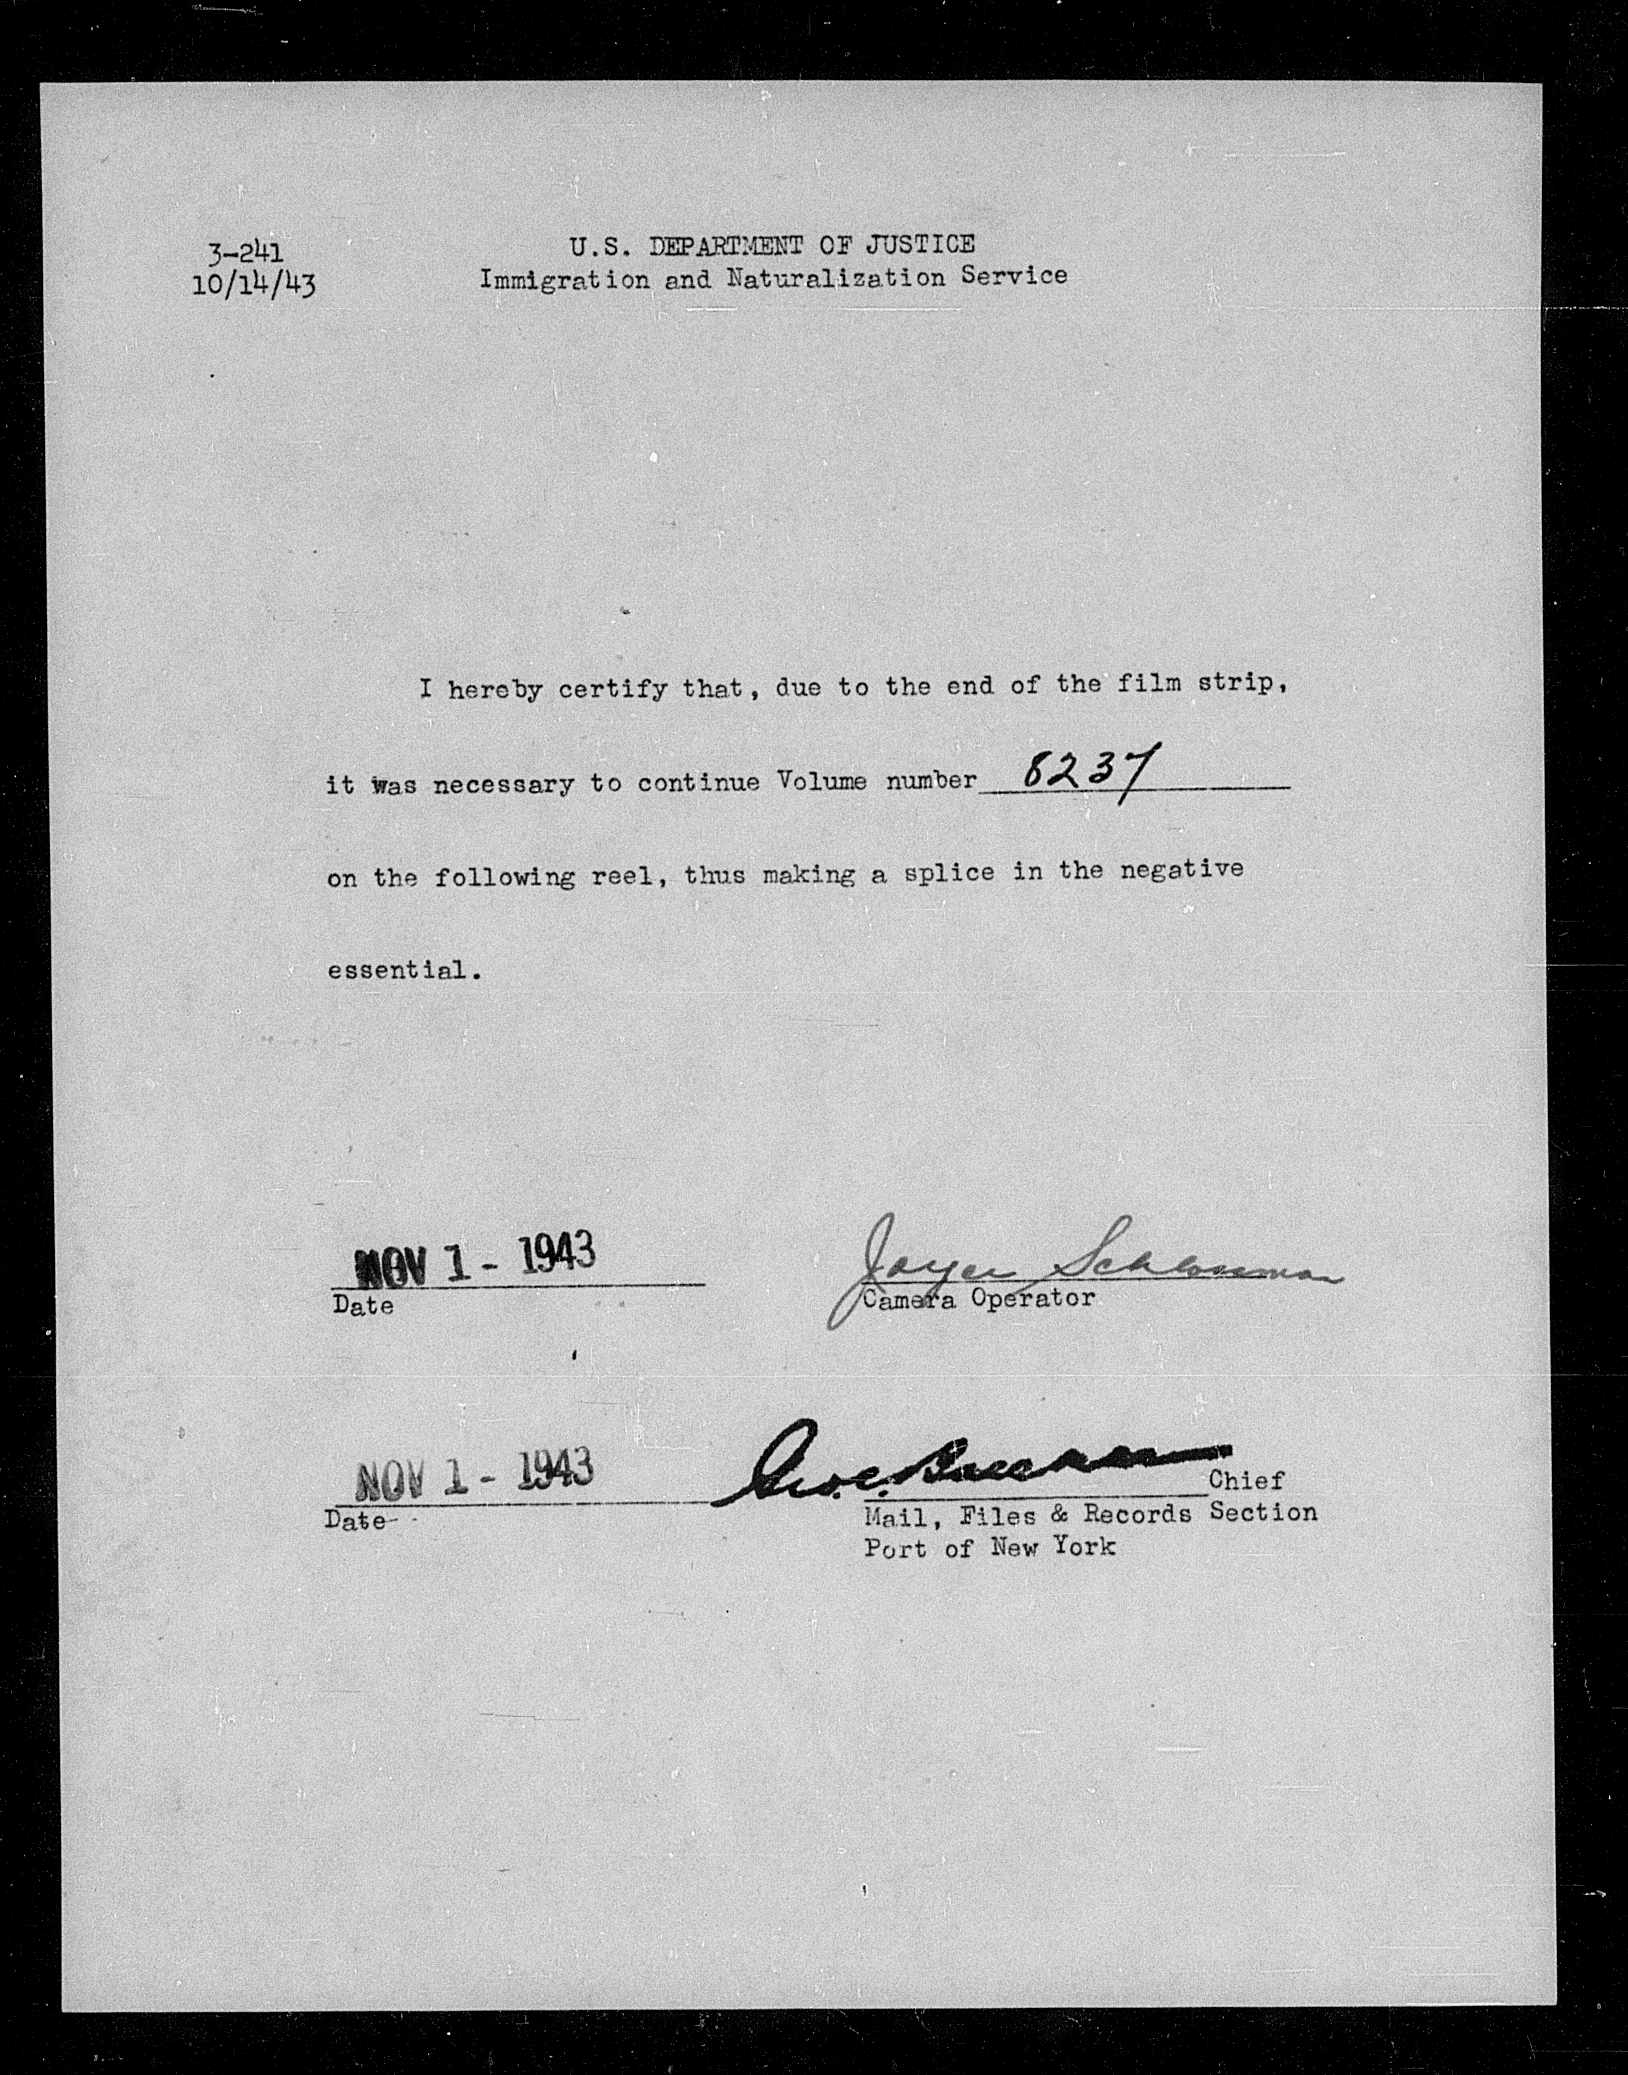 3-241
10/14/43
U.S. DEPARTMENT OF JUSTICE
Immigration and Naturalization Service
I hereby certify that, due to the end of the film strip,
it was necessary to continue Volume number 8237
on the following reel, thus making a splice in the negative
essential.
NOV 1 - 1943
Date
Joyce Schlossman
Camera Operator
NOV 1 - 1943
Date
Geo. C.
Chief
Mail, Files & Records Section
Port of New York